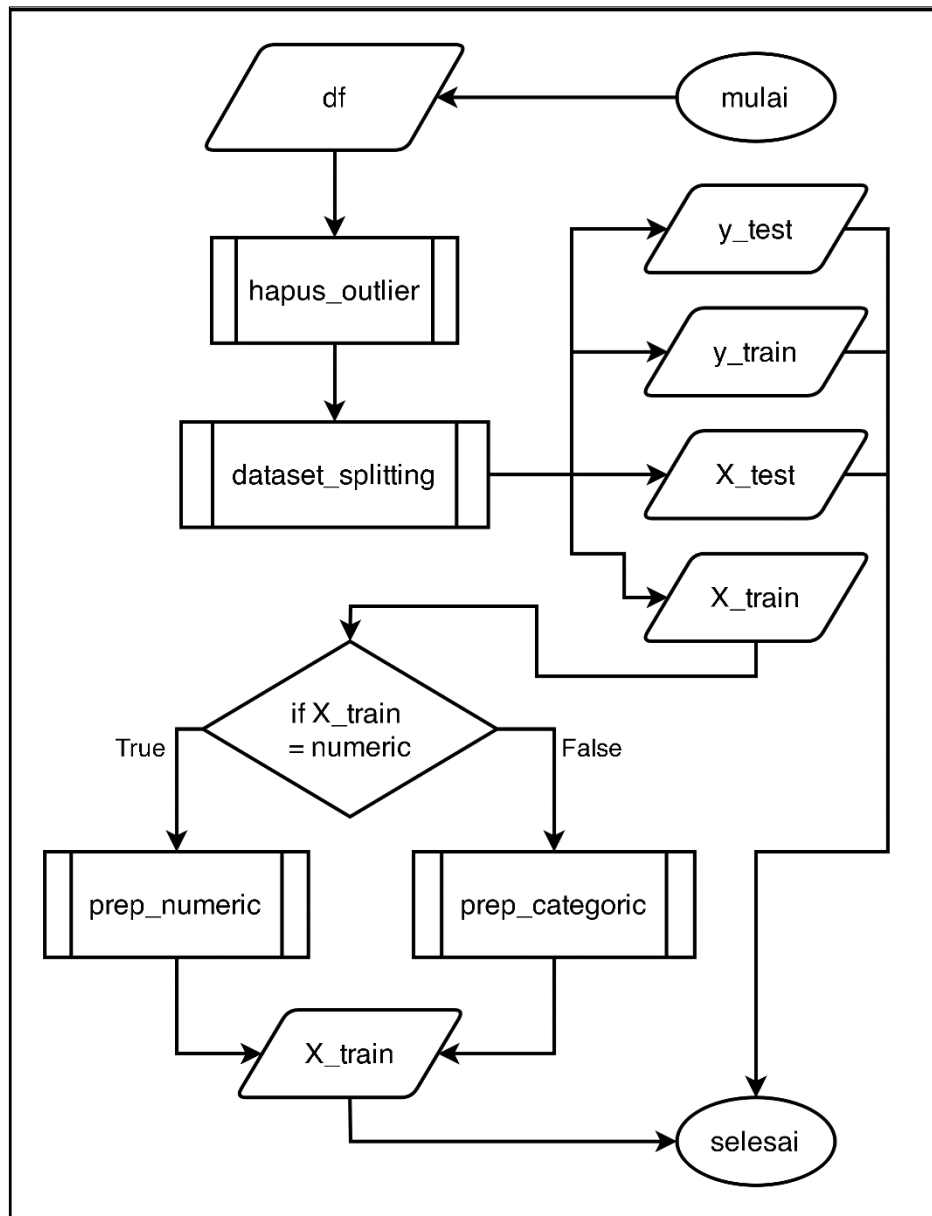 df
mulai
y_test
hapus_outlier
y_train
dataset_splitting
X_test
X_train
if X_train
= numeric
True
False
prep_numeric
prep_categoric
X_train
selesai